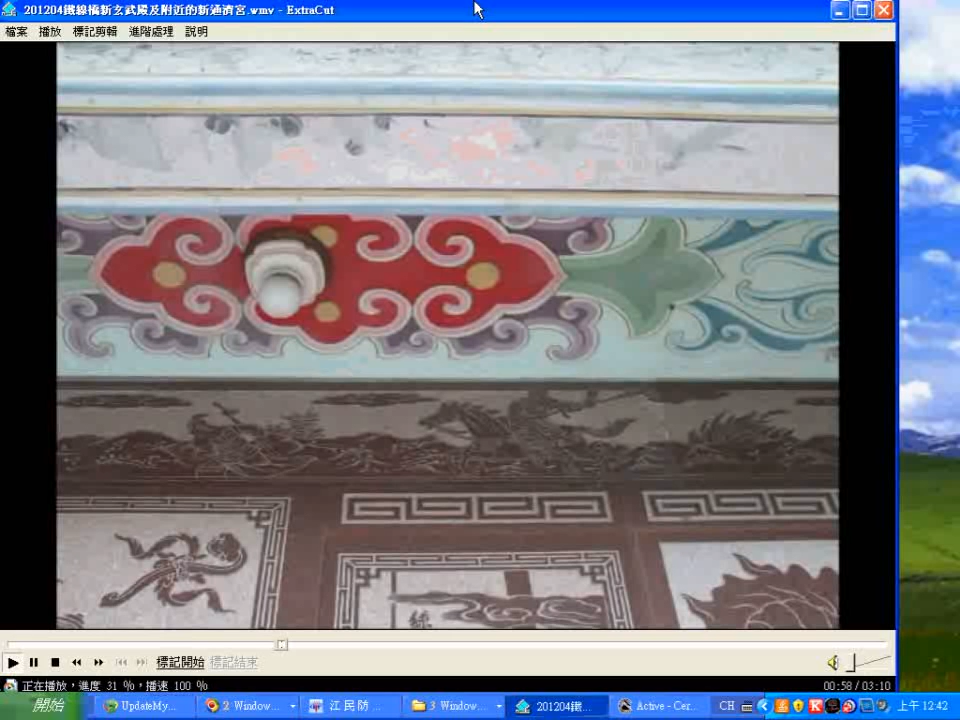 201204鐵線橋新玄武殿及附近的新通濟宮.wmv - ExtraCut
檔案 播放 標記剪輯 進階處理 說明
絲
標記開始 標記結束
正在播放，進度 31 %，播速 100 %
00:58 / 03:10
開始 UpdateMy... 2 Window... 江民防... 3 Window... 201204鐵... Active - Cer... CH 上午 12:42